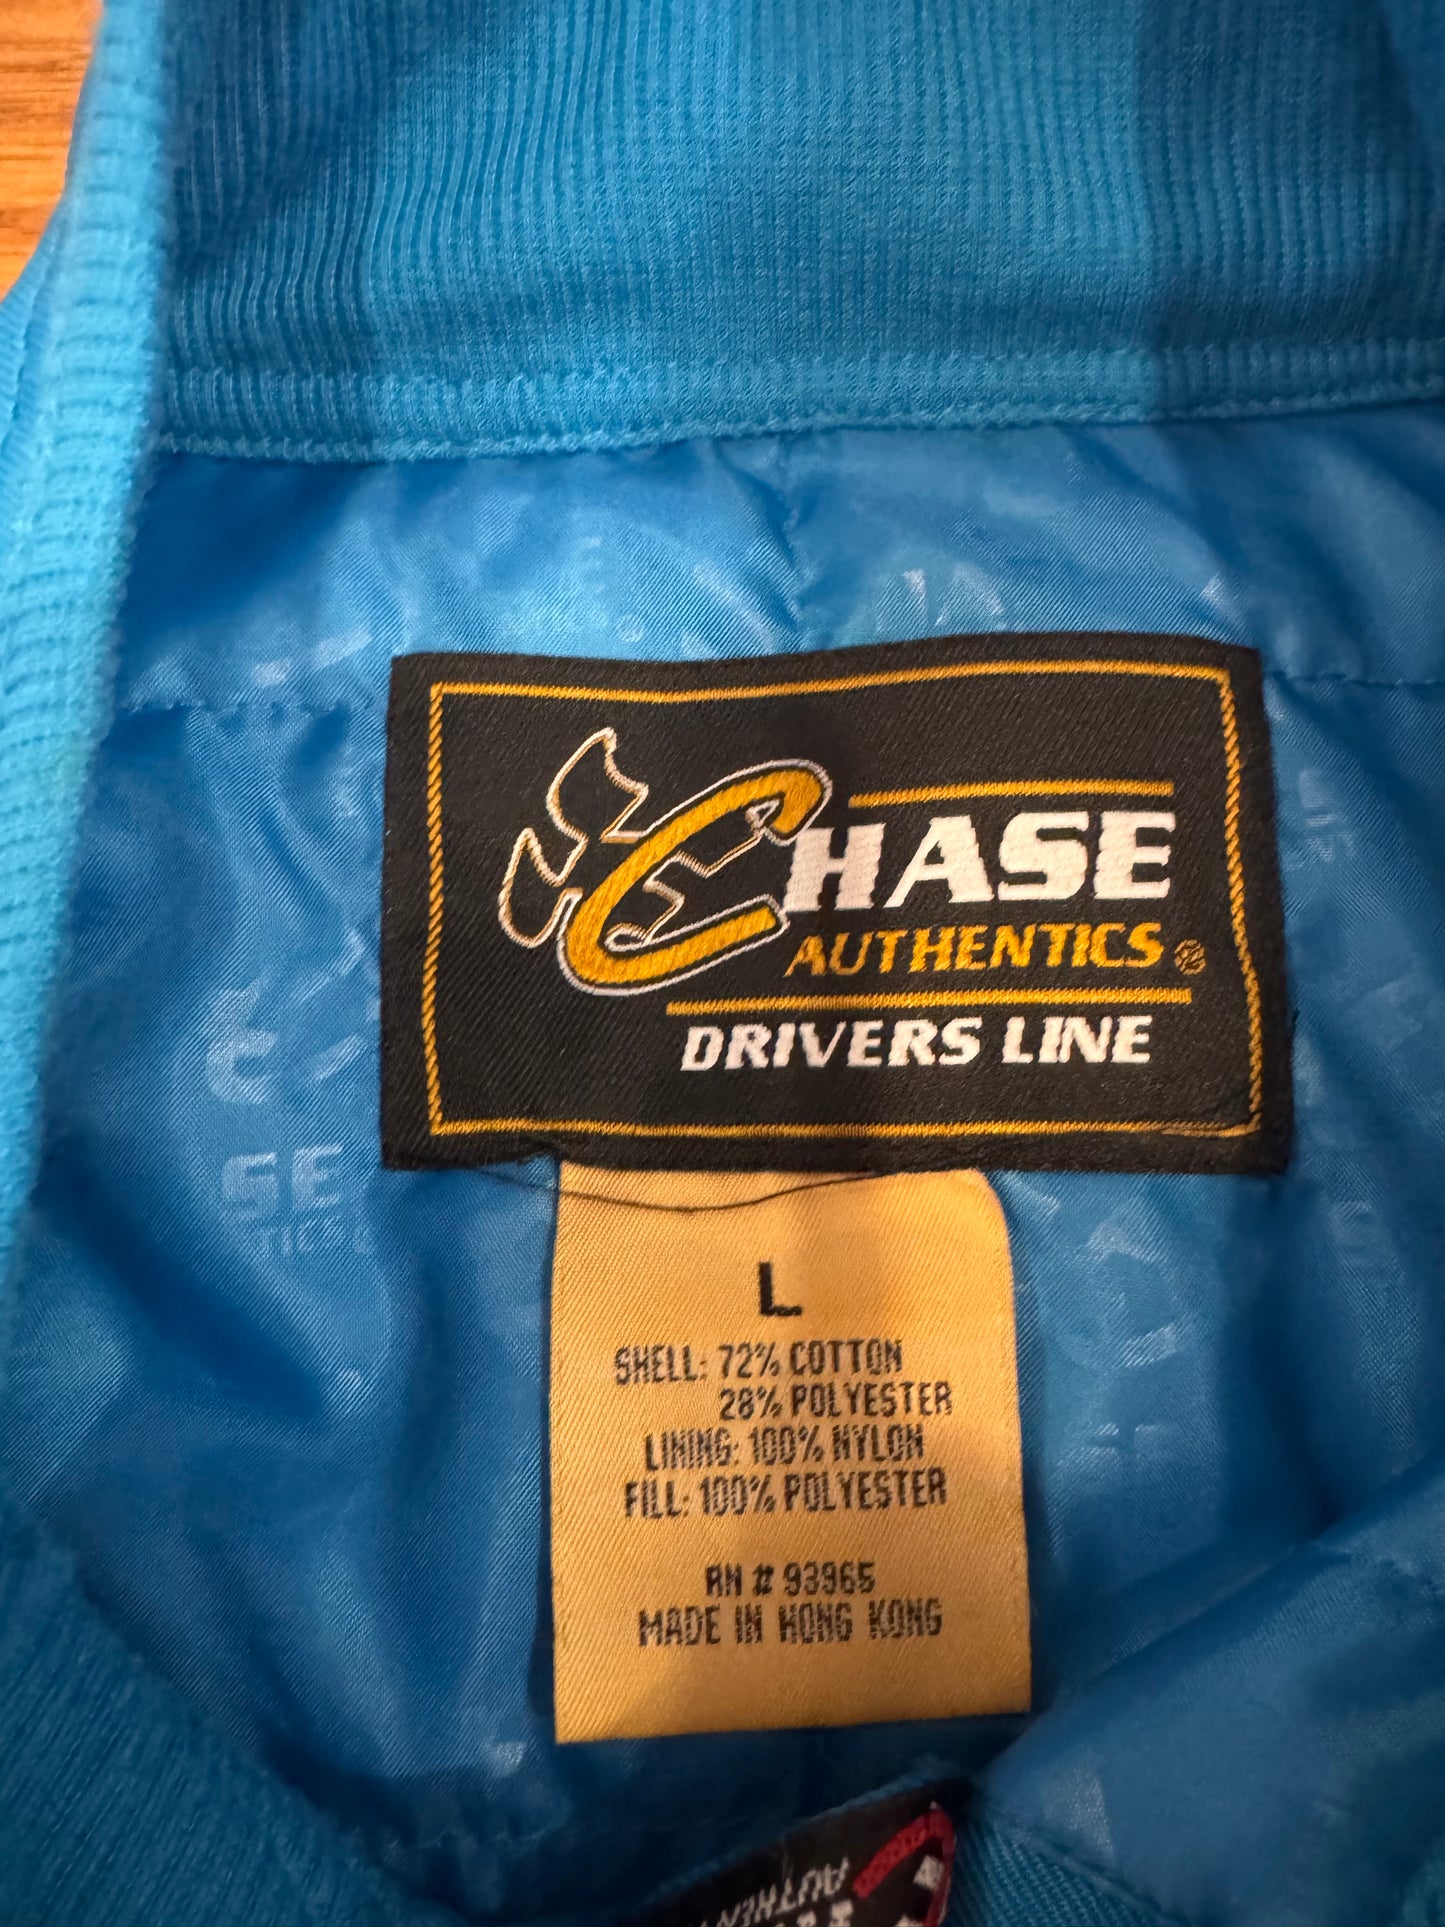 CHASE
AUTHENTICS®
DRIVERS LINE
L
SHELL: 72% COTTON
28% POLYESTER
LINING: 100% NYLON
FILL: 100% POLYESTER
RN # 93965
MADE IN HONG KONG